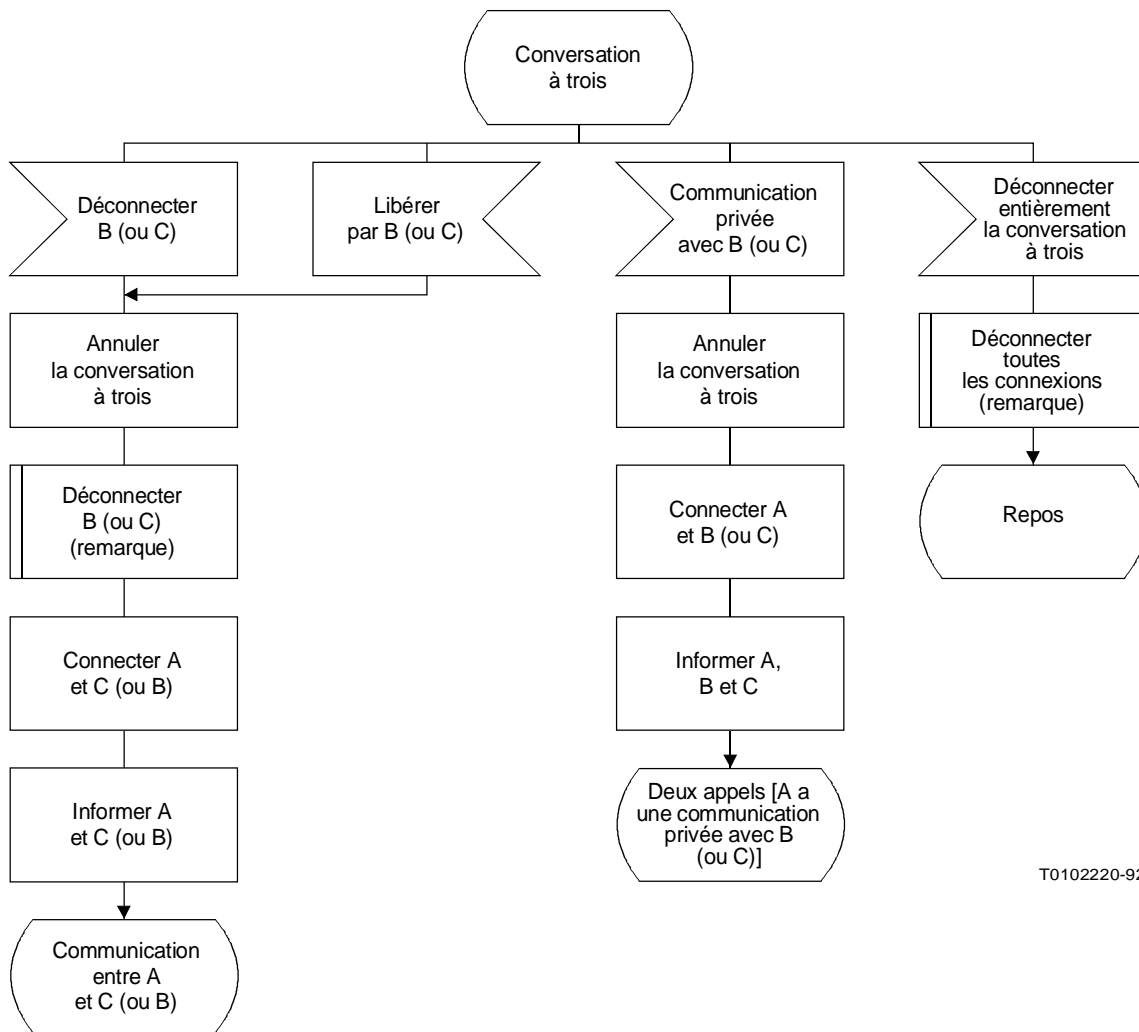 Conversation
à trois
Déconnecter
B (ou C)
Libérer
par B (ou C)
Communication
privée
avec B (ou C)
Déconnecter
entièrement
la conversation
à trois
Annuler
la conversation
à trois
Annuler
la conversation
à trois
Déconnecter
toutes
les connexions
(remarque)
Déconnecter
B (ou C)
(remarque)
Connecter A
et B (ou C)
Repos
Connecter A
et C (ou B)
Informer A,
B et C
Informer A
et C (ou B)
Deux appels [A a
une communication
privée avec B
(ou C)]
T0102220-92
Communication
entre A
et C (ou B)